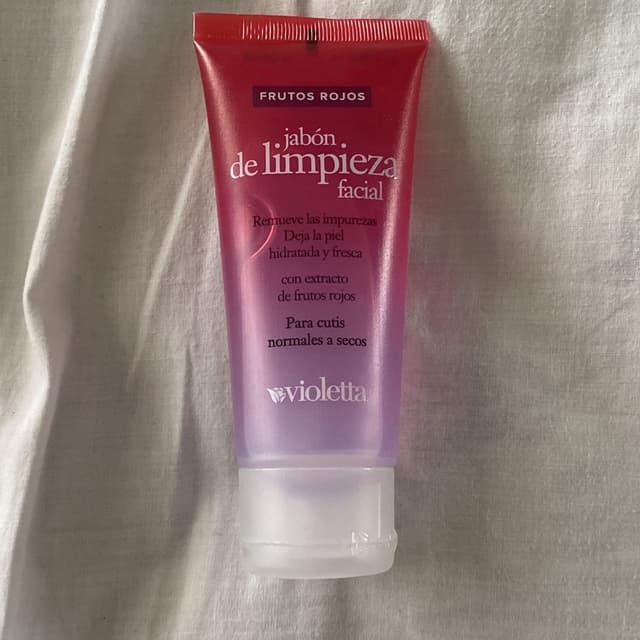 FRUTOS ROJOS
jabón
de limpieza
facial
Remueve las impurezas
Deja la piel
hidratada y fresca
con extracto
de frutos rojos
Para cutis
normales a secos
violetta